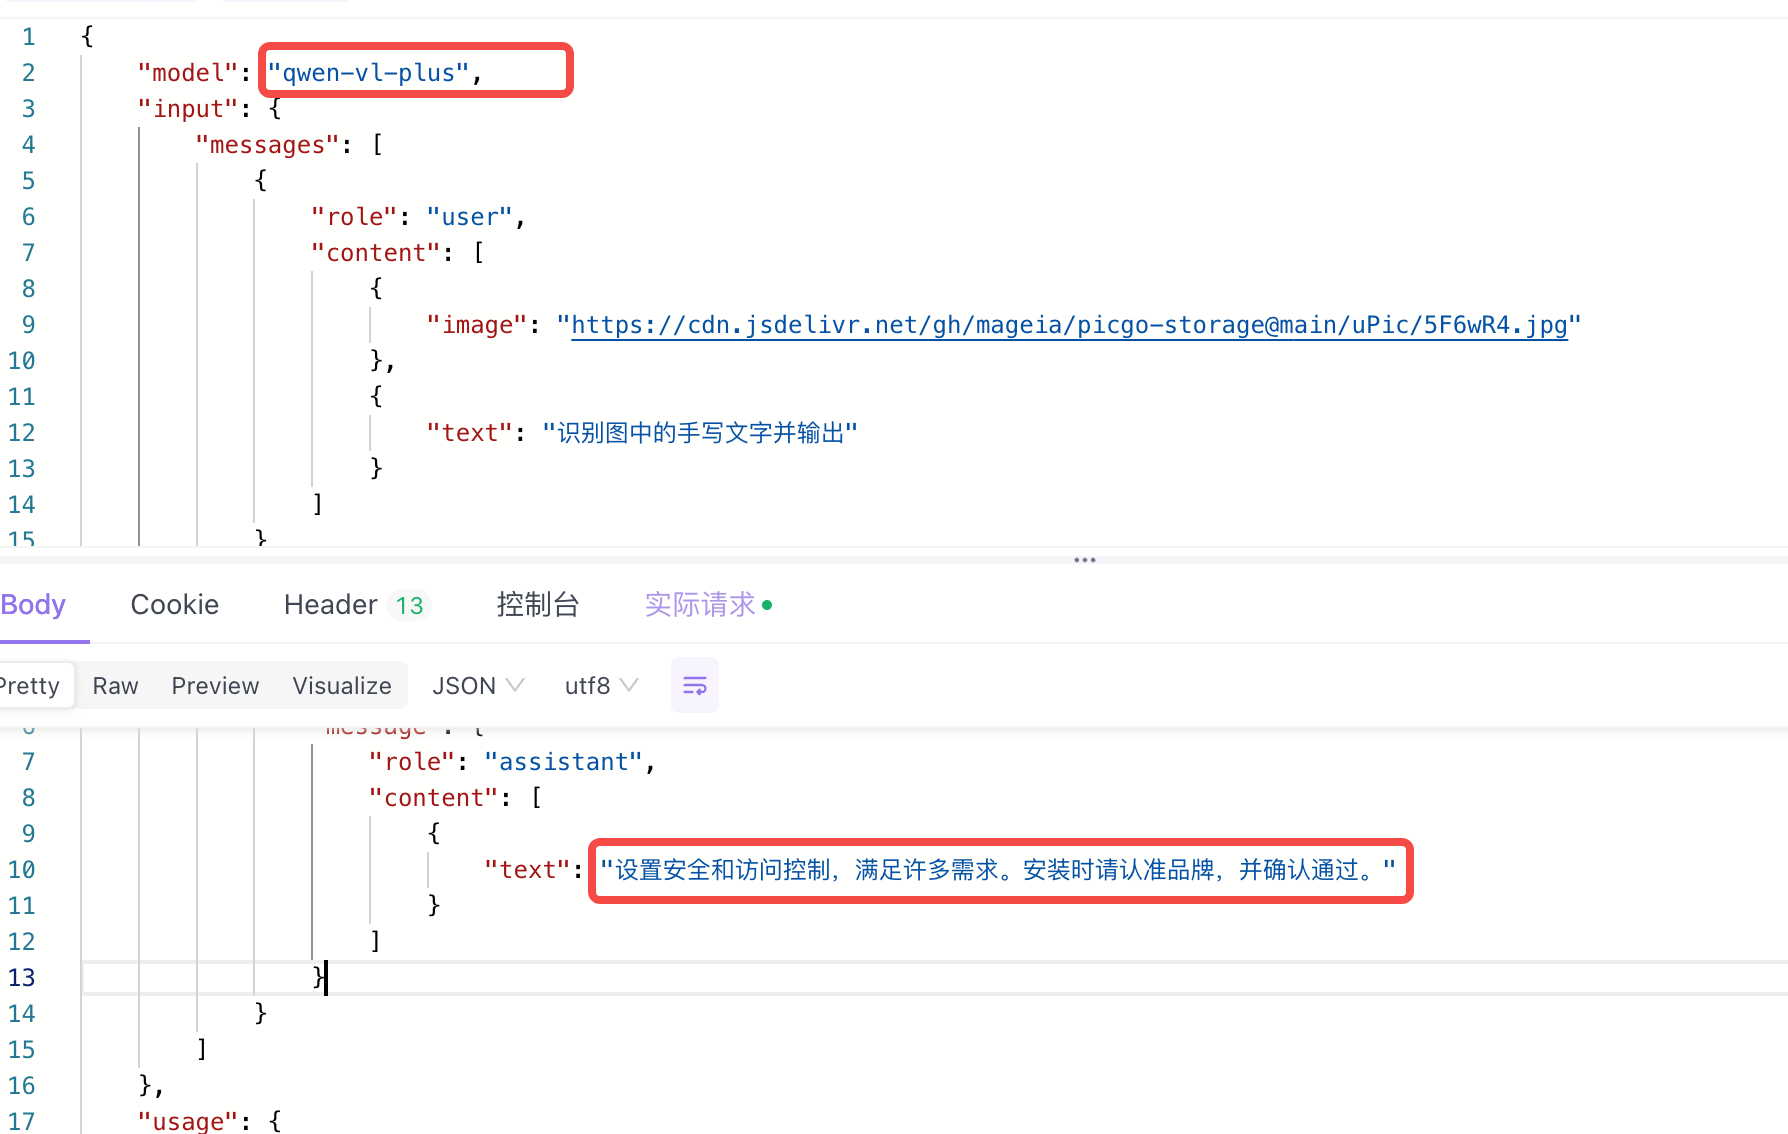 1 {
2 "model": "qwen-vl-plus",
3 "input": {
4 "messages": [
5 {
6 "role": "user",
7 "content": [
8 {
9 "image": "https://cdn.jsdelivr.net/gh/mageia/picgo-storage@main/uPic/5F6wR4.jpg"
10 },
11 {
12 "text": "识别图中的手写文字并输出"
13 }
14 ]
15 }
Body Cookie Header 13 控制台 实际请求
Pretty Raw Preview Visualize JSON utf8
6 "message": {
7 "role": "assistant",
8 "content": [
9 {
10 "text": "设置安全和访问控制，满足许多需求。安装时请认准品牌，并确认通过。"
11 }
12 ]
13 }
14 }
15 ]
16 },
17 "usage": {